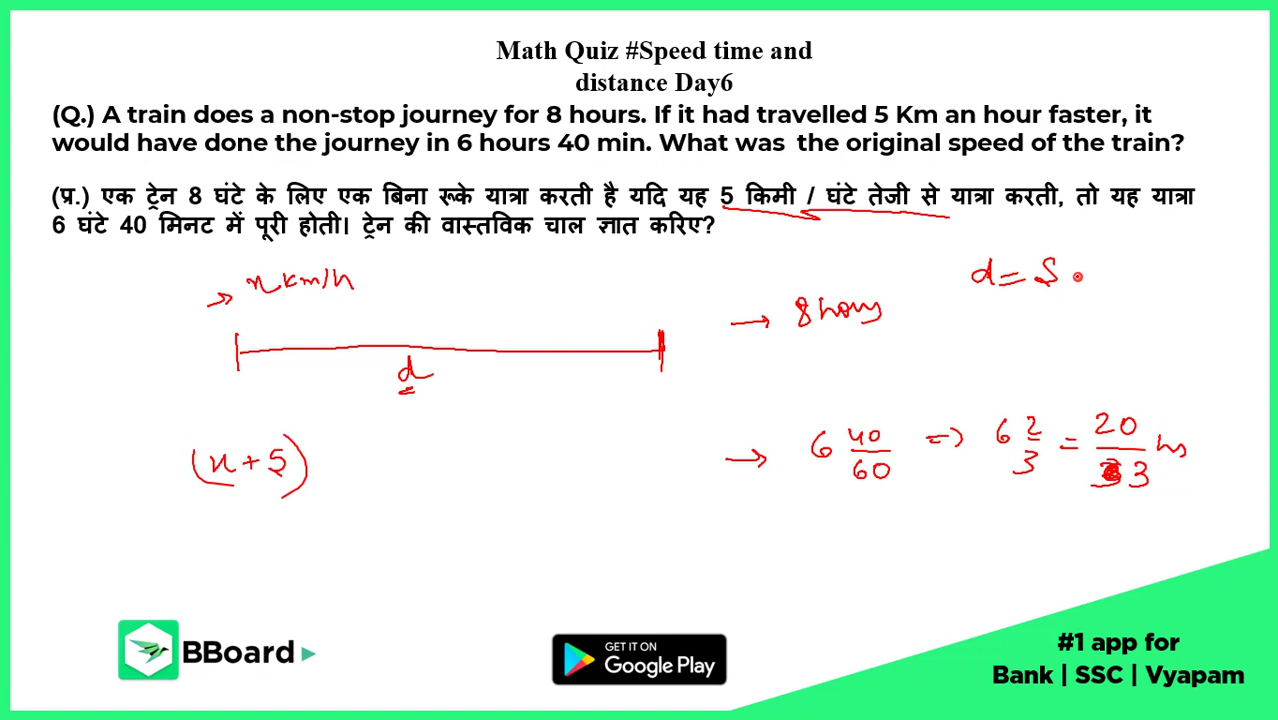 Math Quiz #Speed time and
distance Day6
(Q.) A train does a non-stop journey for 8 hours. If it had travelled 5 Km an hour faster, it
would have done the journey in 6 hours 40 min. What was the original speed of the train?
(प्र.) एक ट्रेन 8 घंटे के लिए एक बिना रूके यात्रा करती है यदि यह 5 किमी / घंटे तेजी से यात्रा करती, तो यह यात्रा
6 घंटे 40 मिनट में पूरी होती। ट्रेन की वास्तविक चाल ज्ञात करिए?
→ x km/h
→ 8 hours
d = S •
d
(x + 5)
→ 6 40/60 => 6 2/3 = 20/3 hs
BBoard
GET IT ON
Google Play
#1 app for
Bank | SSC | Vyapam